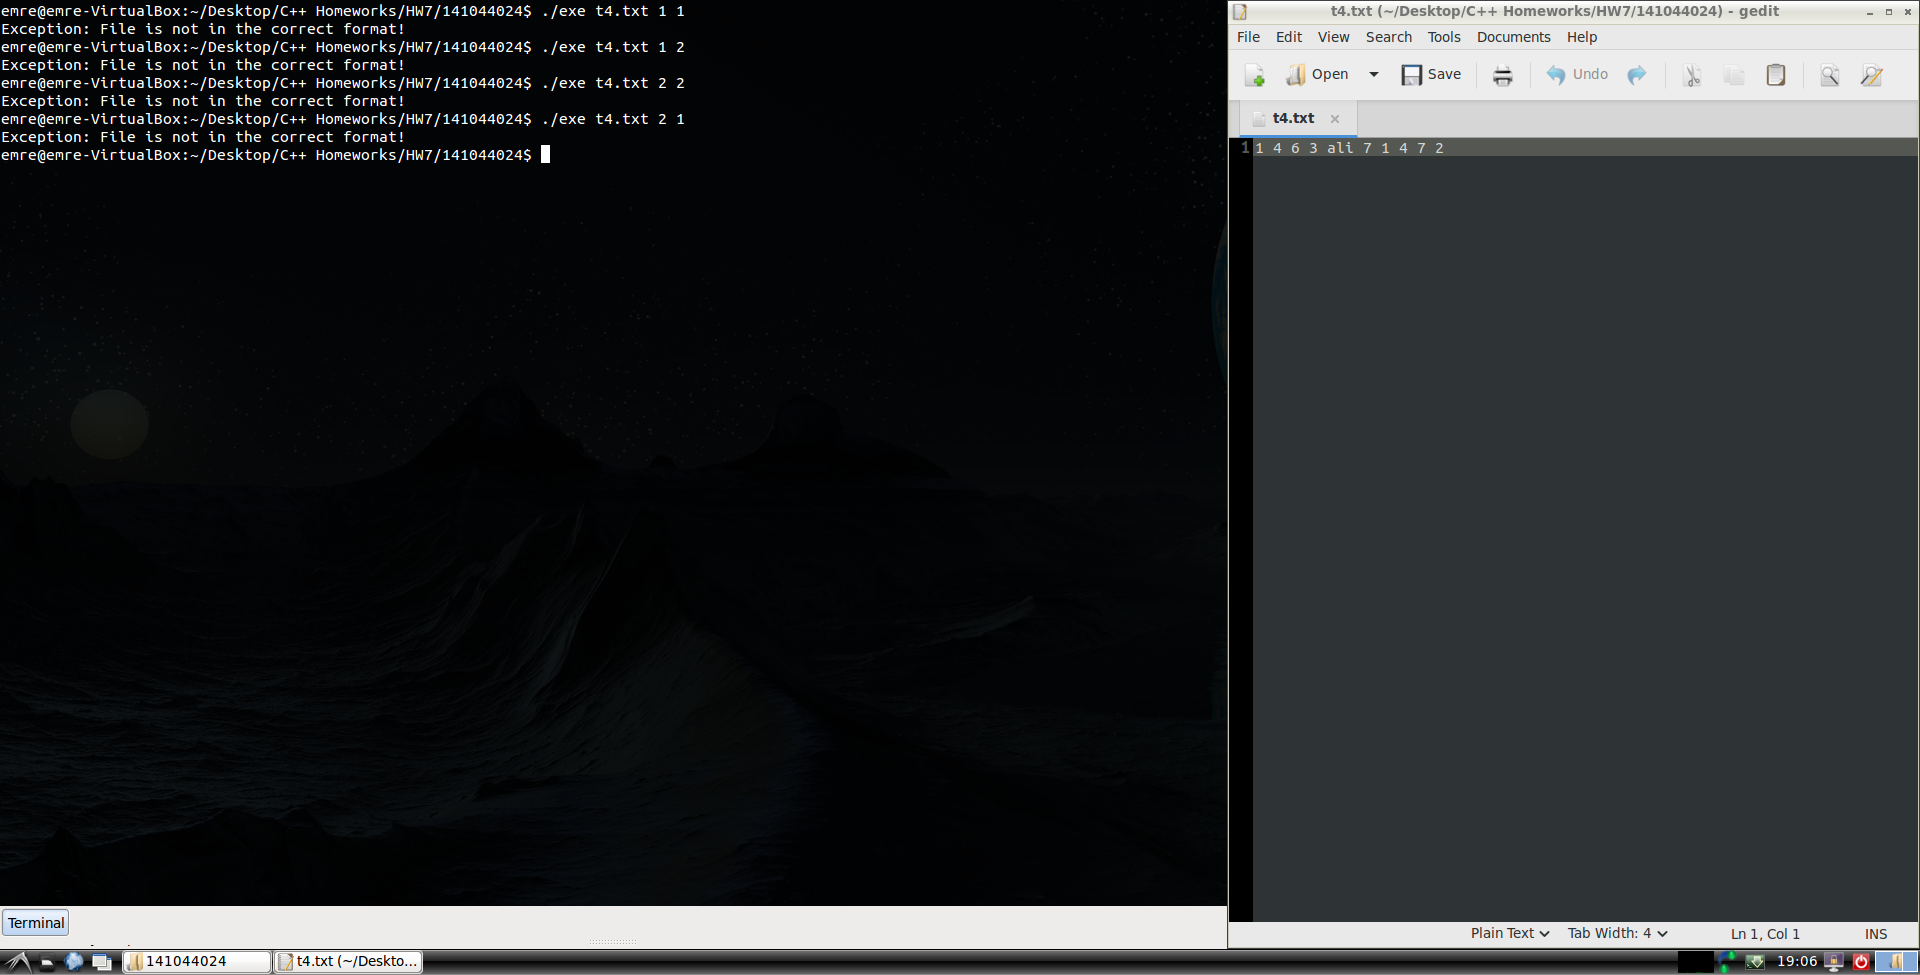 emre@emre-VirtualBox:~/Desktop/C++ Homeworks/HW7/141044024$ ./exe t4.txt 1 1
Exception: File is not in the correct format!
emre@emre-VirtualBox:~/Desktop/C++ Homeworks/HW7/141044024$ ./exe t4.txt 1 2
Exception: File is not in the correct format!
emre@emre-VirtualBox:~/Desktop/C++ Homeworks/HW7/141044024$ ./exe t4.txt 2 2
Exception: File is not in the correct format!
emre@emre-VirtualBox:~/Desktop/C++ Homeworks/HW7/141044024$ ./exe t4.txt 2 1
Exception: File is not in the correct format!
emre@emre-VirtualBox:~/Desktop/C++ Homeworks/HW7/141044024$
Terminal
t4.txt (~/Desktop/C++ Homeworks/HW7/141044024) - gedit
File Edit View Search Tools Documents Help
Open Save Undo
t4.txt
1 1 4 6 3 ali 7 1 4 7 2
Plain Text Tab Width: 4 Ln 1, Col 1 INS
141044024 t4.txt (~/Deskto... 19:06